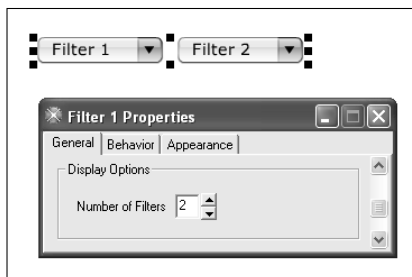 Filter 1 Filter 2
Filter 1 Properties
General Behavior Appearance
Display Options
Number of Filters 2